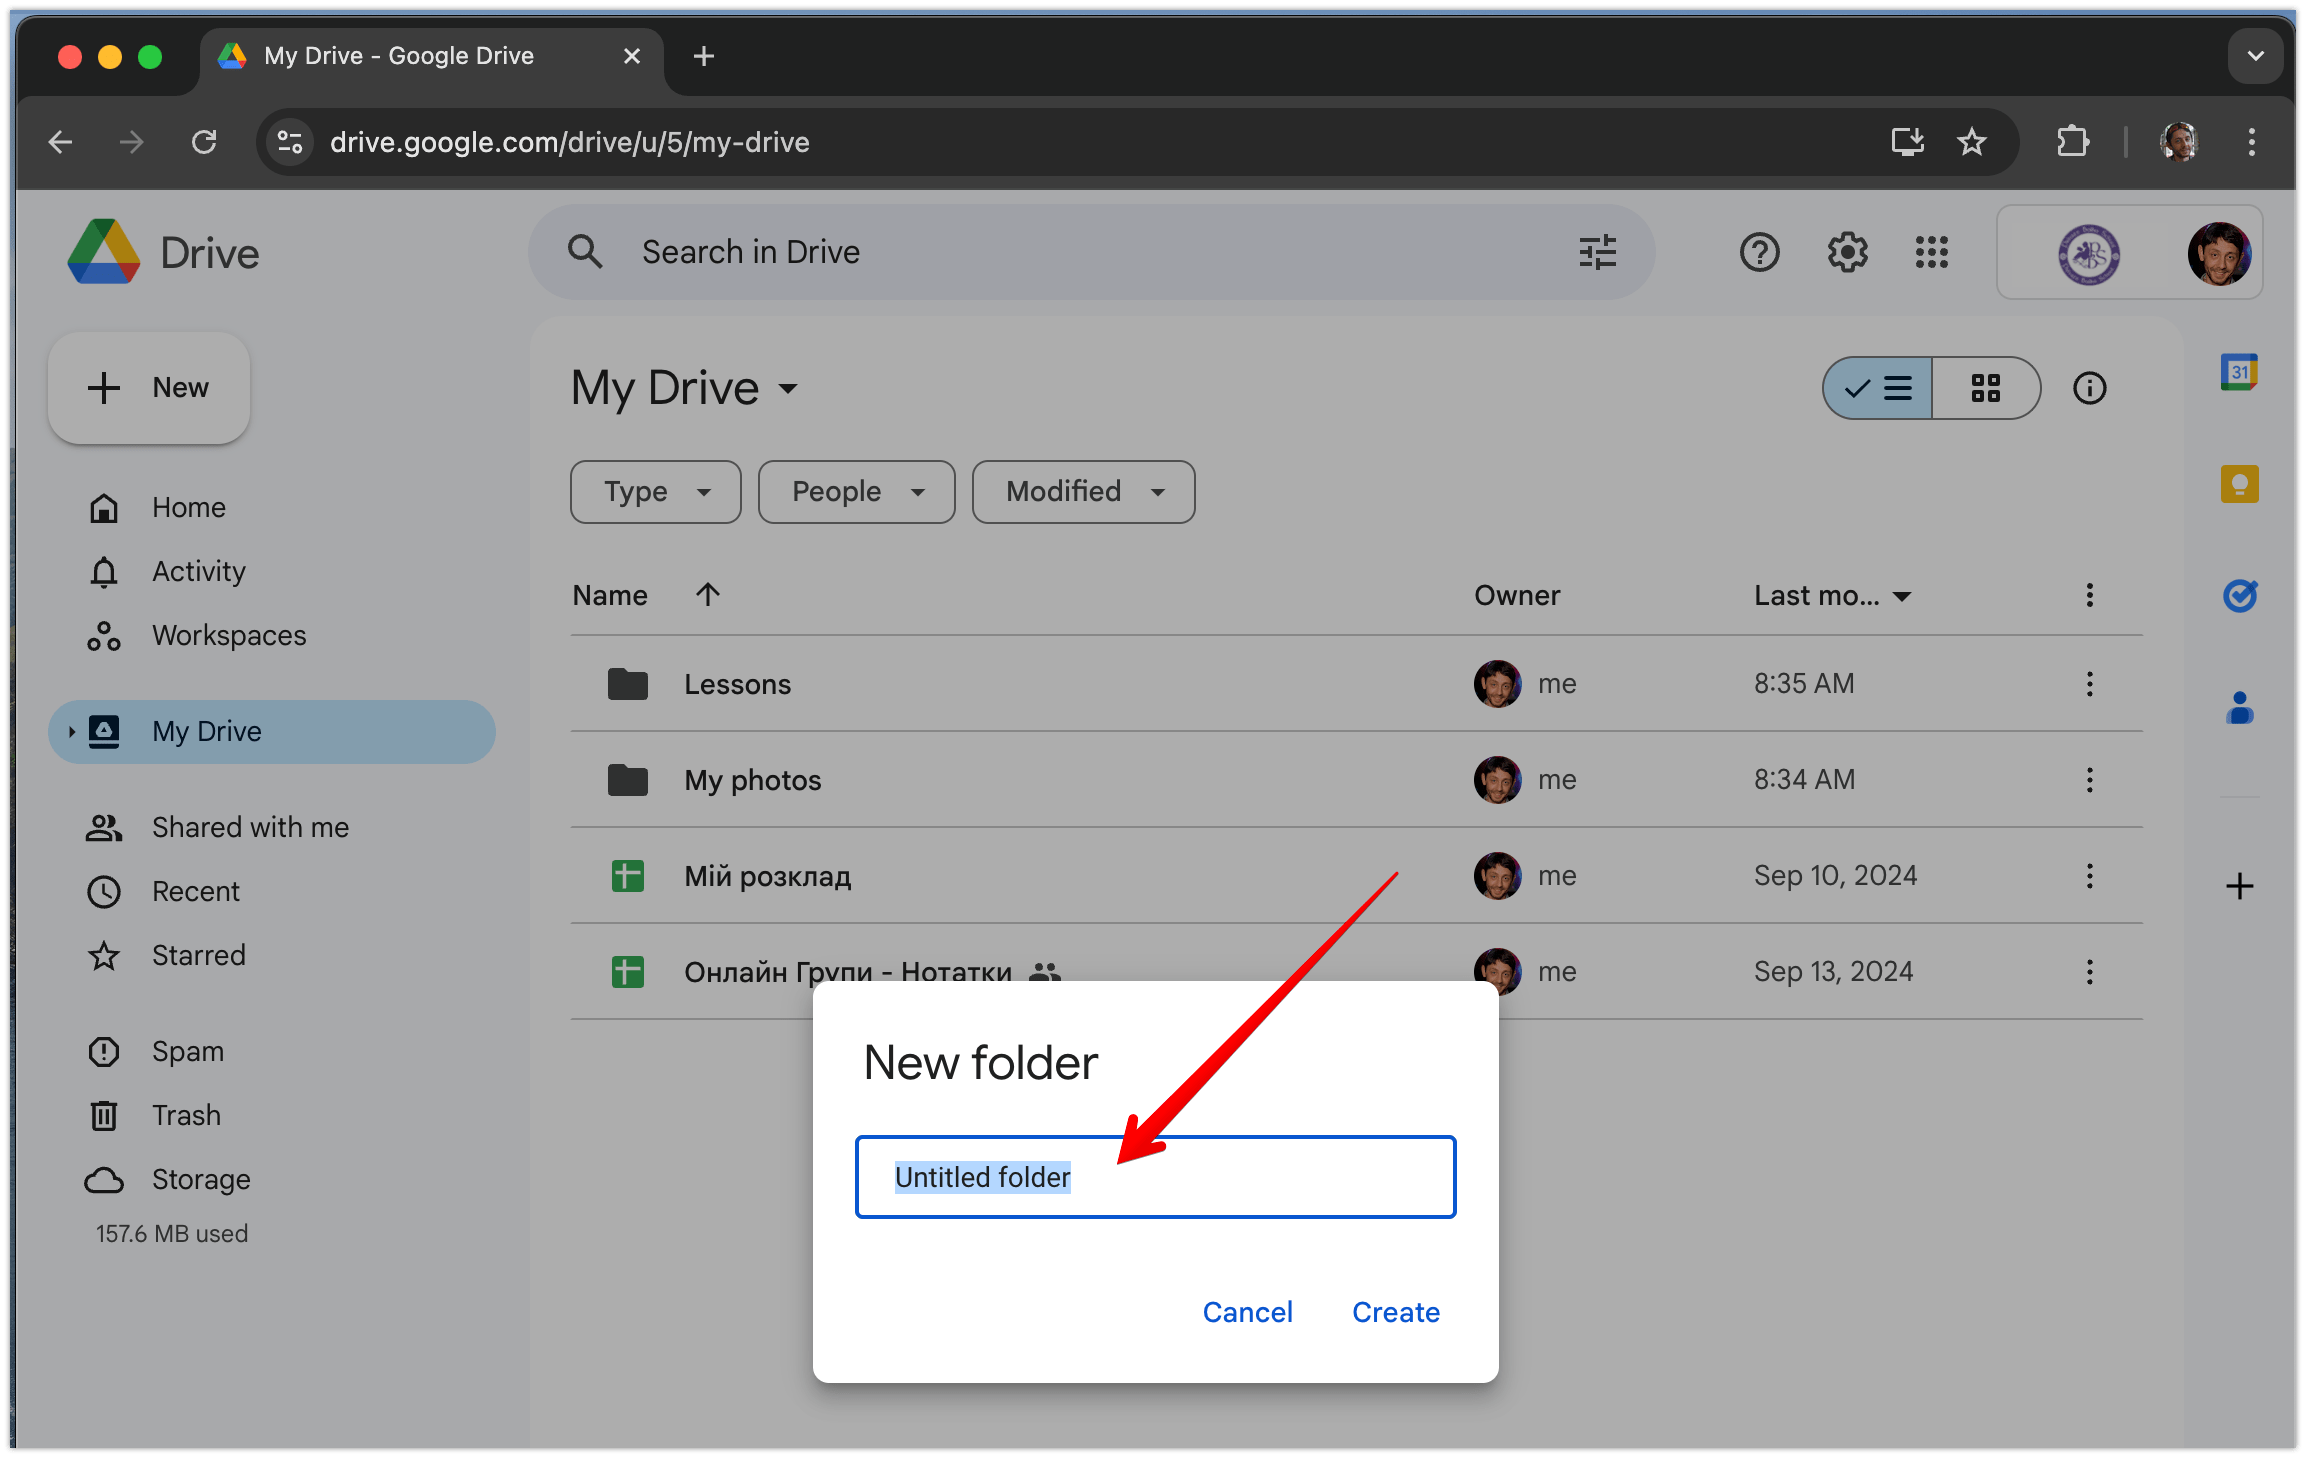 My Drive - Google Drive
drive.google.com/drive/u/5/my-drive
Drive
Search in Drive
New
Home
Activity
Workspaces
My Drive
Shared with me
Recent
Starred
Spam
Trash
Storage
157.6 MB used
My Drive
Type
People
Modified
Name
Owner
Last mo...
Lessons
me
8:35 AM
My photos
me
8:34 AM
Мій розклад
me
Sep 10, 2024
Онлайн Групи - Нотатки
me
Sep 13, 2024
New folder
Untitled folder
Cancel
Create
31